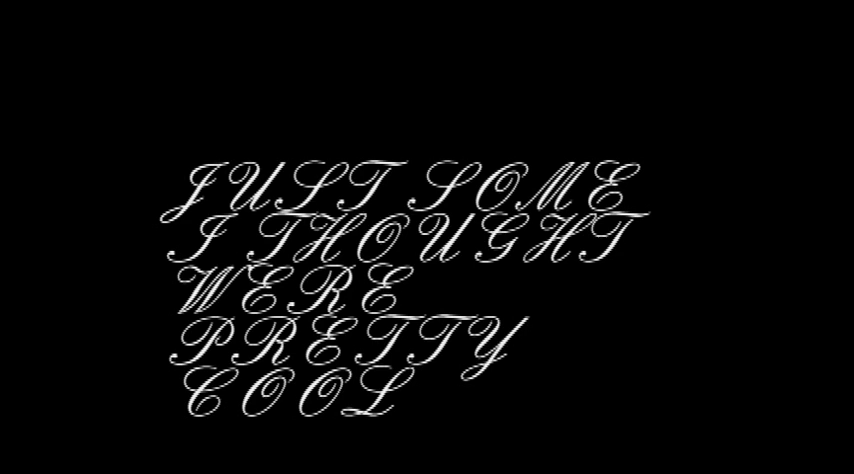 JUST SOME
I THOUGHT
WERE
PRETTY
COOL